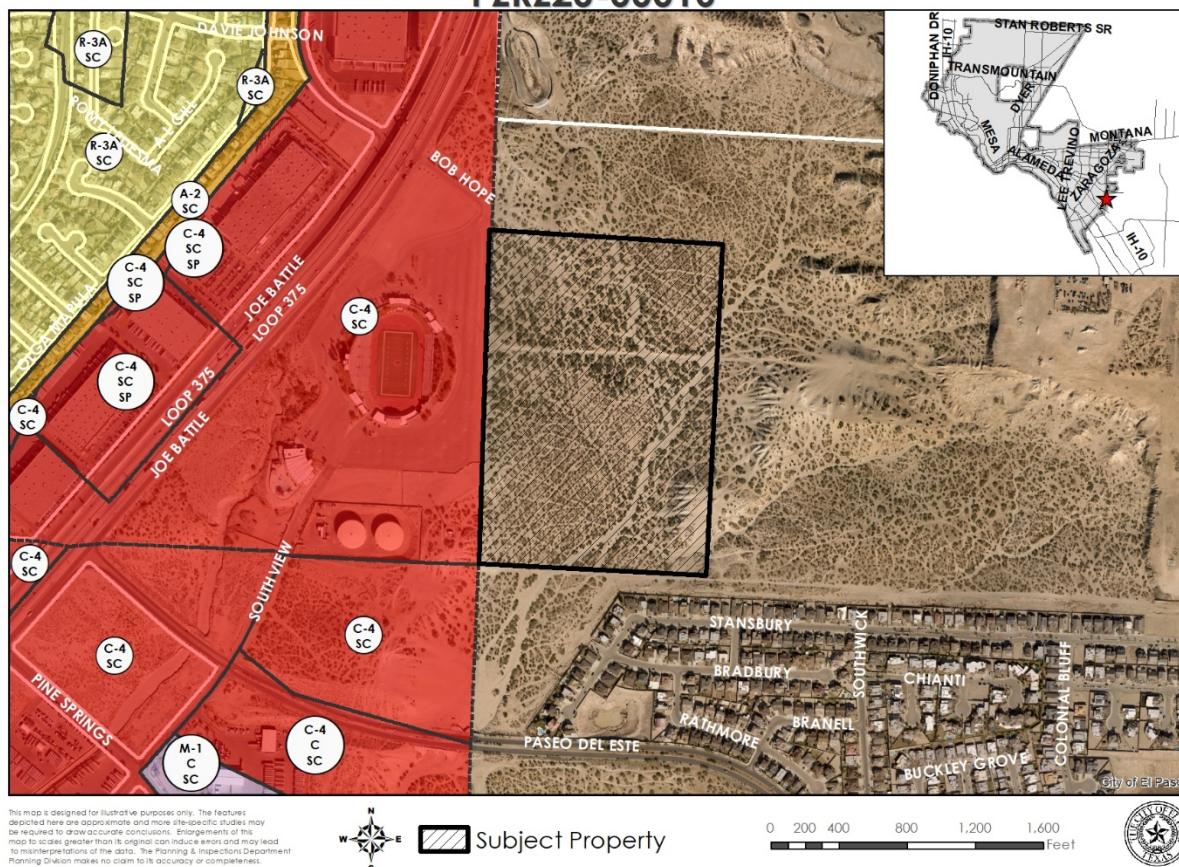 DAVIE JOHNSON
R-3A
SC
R-3A
SC
R-3A
SC
A-2
SC
C-4
SC
SP
C-4
SC
SP
BOB HOPE
OLGA MAPULA
JOE BATTLE
LOOP 375
C-4
SC
C-4
SC
SP
C-4
SC
LOOP 375
JOE BATTLE
C-4
SC
SOUTH VIEW
C-4
SC
C-4
SC
PINE SPRINGS
M-1
C
SC
C-4
C
SC
STANSBURY
BRADBURY
SOUTHWICK
CHIANTI
COLONIAL BLUFF
RATHMORE
BRANELL
PASEO DEL ESTE
BUCKLEY GROVE
City of El Paso
DONIPHAN DR
IH-10
STAN ROBERTS SR
TRANSMOUNTAIN
DYER
MESA
MONTANA
ALAMEDA
LEE TREVINO
ZARAGOZA
IH-10
This map is designed for illustrative purposes only. The features
depicted here are approximate and more site-specific studies may
be required to draw accurate conclusions. Enlargements of this
map to scales greater than its original can induce errors and may lead
to misinterpretations of the data. The Planning & Inspections Department
Planning Division makes no claim to its accuracy or completeness.
N
W E
S
Subject Property
0 200 400 800 1,200 1,600
Feet